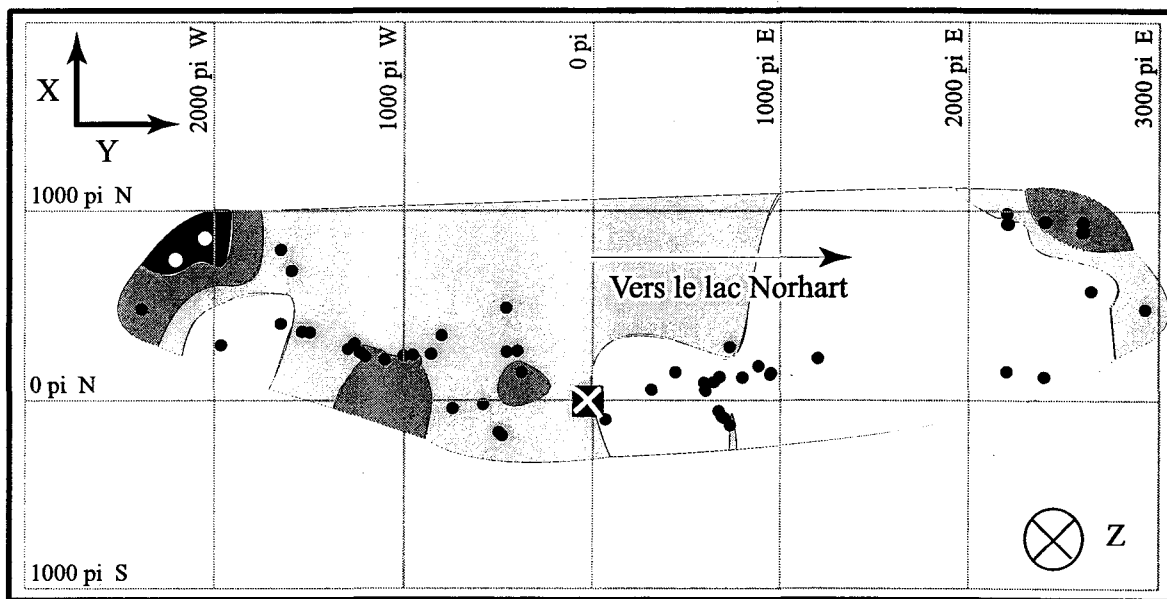 X
Y
2000 pi W
1000 pi W
0 pi
1000 pi E
2000 pi E
3000 pi E
1000 pi N
Vers le lac Norhart
0 pi N
Z
1000 pi S